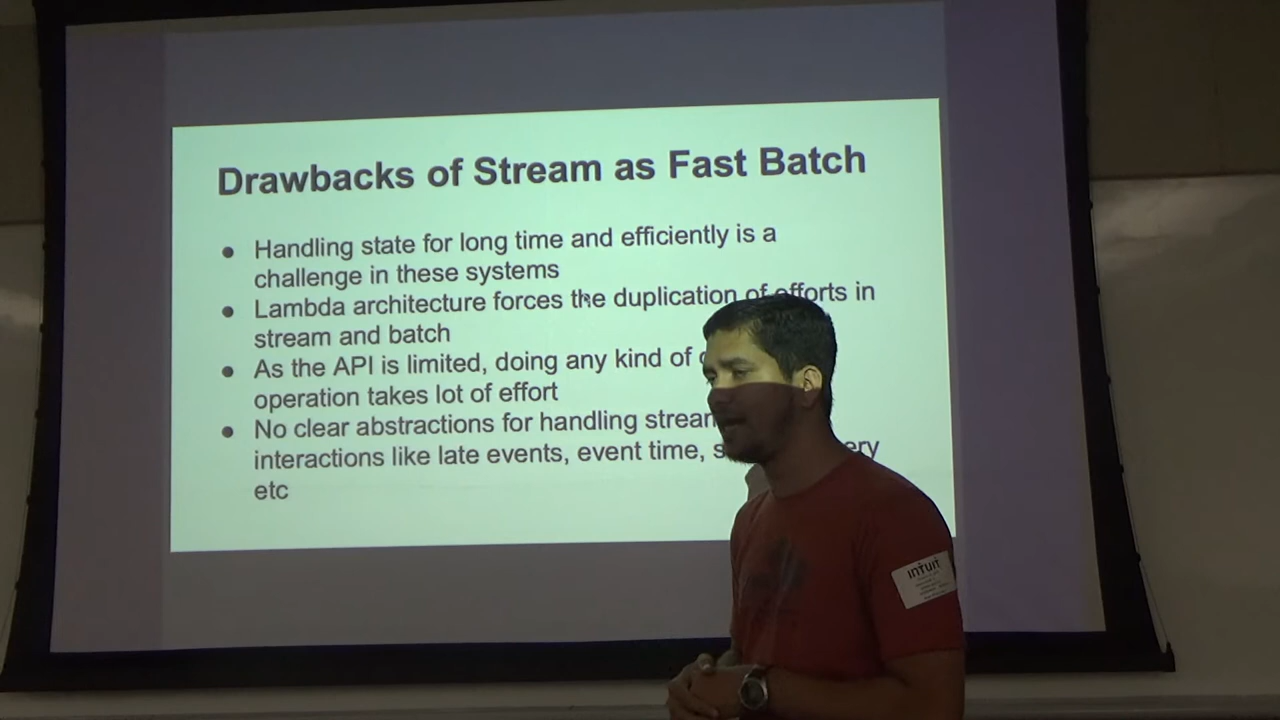 Drawbacks of Stream as Fast Batch
● Handling state for long time and efficiently is a
challenge in these systems
● Lambda architecture forces the duplication of efforts in
stream and batch
● As the API is limited, doing any kind of
operation takes lot of effort
● No clear abstractions for handling stream
interactions like late events, event time, s ery
etc
INTUIT